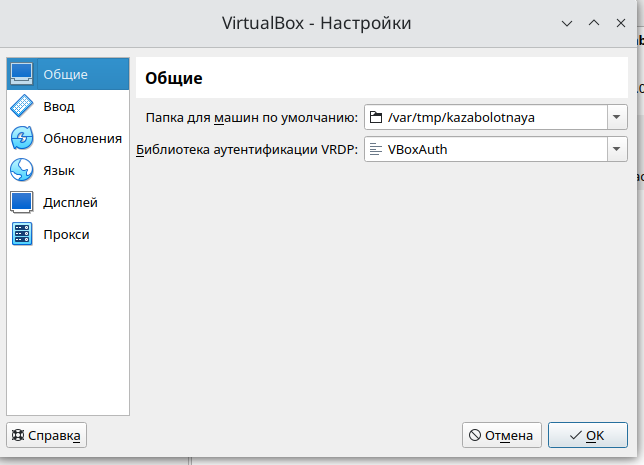 VirtualBox - Настройки
Общие
Ввод
Обновления
Язык
Дисплей
Прокси
Общие
Папка для машин по умолчанию: /var/tmp/kazabolotnaya
Библиотека аутентификации VRDP: VBoxAuth
Справка
Отмена
OK